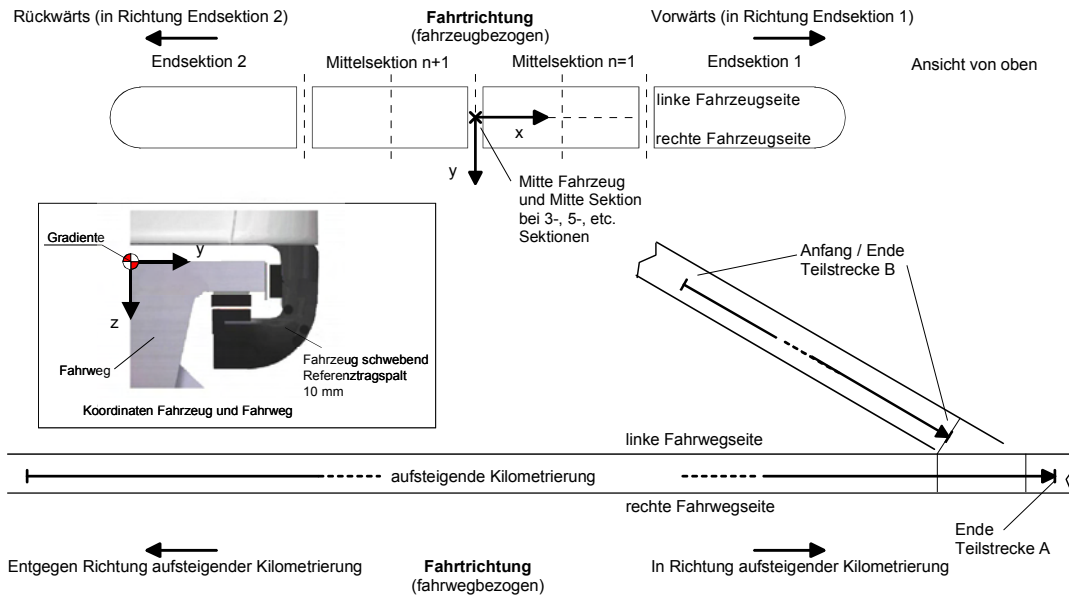 Rückwärts (in Richtung Endsektion 2)
Fahrtrichtung
(fahrzeugbezogen)
Vorwärts (in Richtung Endsektion 1)
Endsektion 2
Mittelsektion n+1
Mittelsektion n=1
Endsektion 1
Ansicht von oben
linke Fahrzeugseite
rechte Fahrzeugseite
x
y
Mitte Fahrzeug
und Mitte Sektion
bei 3-, 5-, etc.
Sektionen
Gradiente
y
z
Fahrweg
Fahrzeug schwebend
Referenztragspalt
10 mm
Koordinaten Fahrzeug und Fahrweg
Anfang / Ende
Teilstrecke B
linke Fahrwegseite
aufsteigende Kilometrierung
rechte Fahrwegseite
Ende
Teilstrecke A
Entgegen Richtung aufsteigender Kilometrierung
Fahrtrichtung
(fahrwegbezogen)
In Richtung aufsteigender Kilometrierung